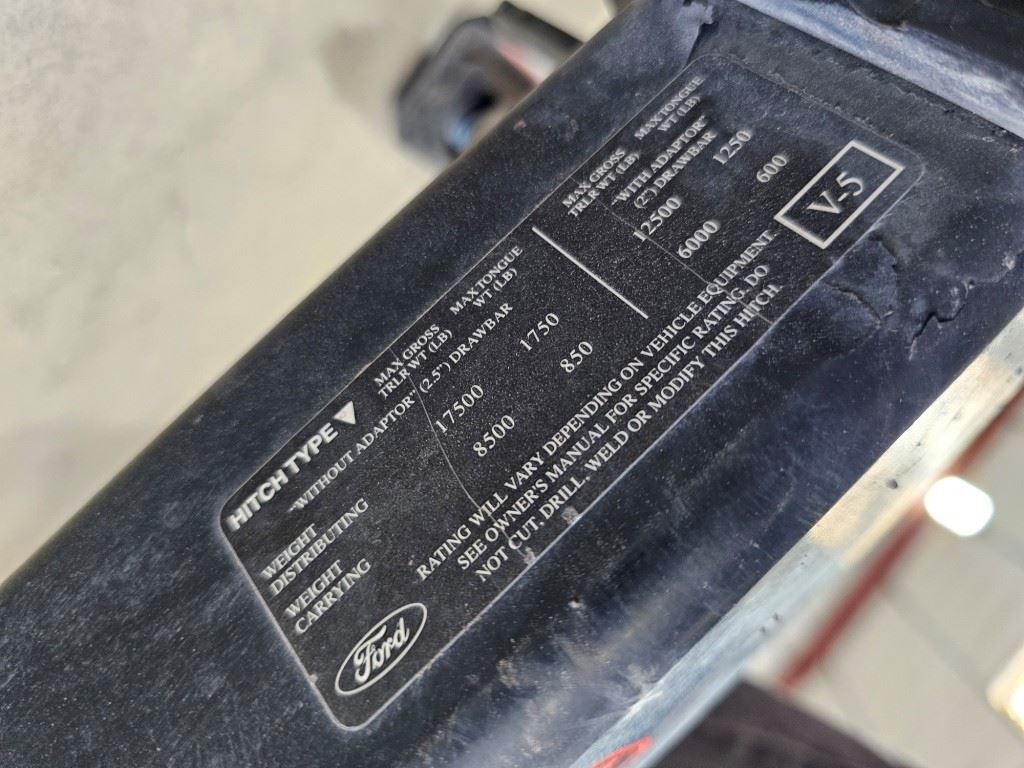 HITCH TYPE
MAX GROSS
TRLR WT (LB)
MAX TONGUE
WT (LB)
MAX GROSS
TRLR WT (LB)
MAX TONGUE
WT (LB)
"WITHOUT ADAPTOR" (2.5") DRAWBAR
"WITH ADAPTOR"
(2") DRAWBAR
WEIGHT
DISTRIBUTING
17500 1750 12500 1250
WEIGHT
CARRYING
8500 850 6000 600
RATING WILL VARY DEPENDING ON VEHICLE EQUIPMENT
SEE OWNER'S MANUAL FOR SPECIFIC RATING. DO
NOT CUT, DRILL, WELD OR MODIFY THIS HITCH.
Ford
V-5